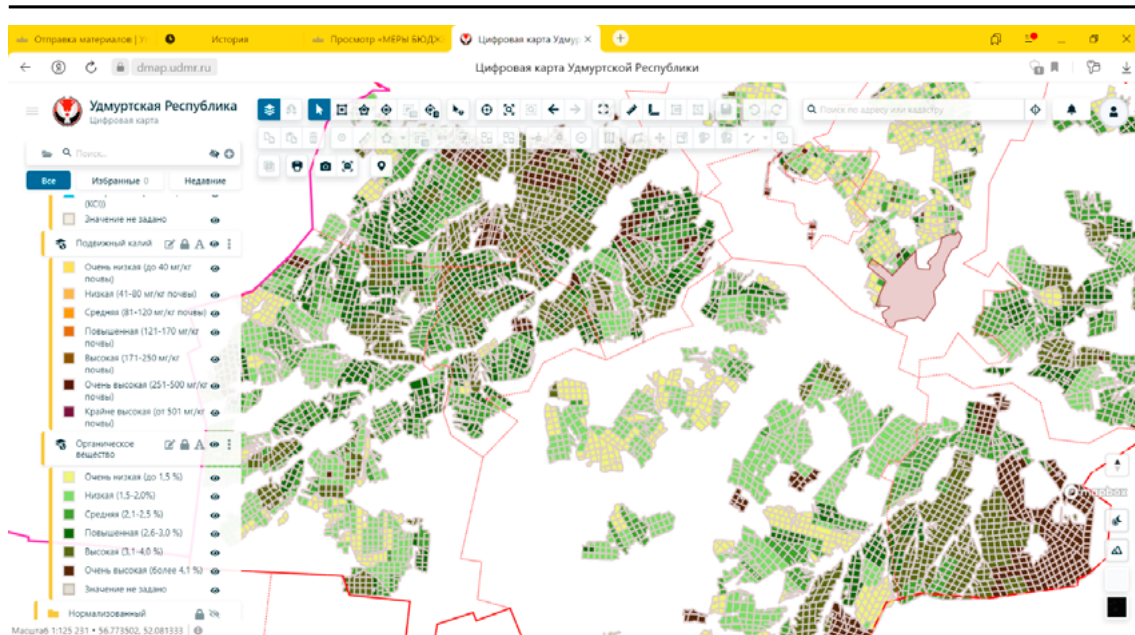 Отправка материалов | У
История
Просмотр «МЕРЫ БЮДЖ
Цифровая карта Удмур
dmap.udmr.ru
Цифровая карта Удмуртской Республики
Удмуртская Республика
Цифровая карта
Поиск по адресу или кадастру
Поиск...
Все
Избранные 0
Недавние
(КС())
Значение не задано
Подвижный калий
Очень низкая (до 40 мг/кг
почвы)
Низкая (41-80 мг/кг почвы)
Средняя (81-120 мг/кг почвы)
Повышенная (121-170 мг/кг
почвы)
Высокая (171-250 мг/кг
почвы)
Очень высокая (251-500 мг/кг
почвы)
Крайне высокая (от 501 мг/кг
почвы)
Органическое
вещество
Очень низкая (до 1,5 %)
Низкая (1,5-2,0%)
Средняя (2,1-2,5 %)
Повышенная (2,6-3,0 %)
Высокая (3,1-4,0 %)
Очень высокая (более 4,1 %)
Значение не задано
Нормализованный
Масштаб 1:125 231 • 56.773502, 52.081333
mapbox